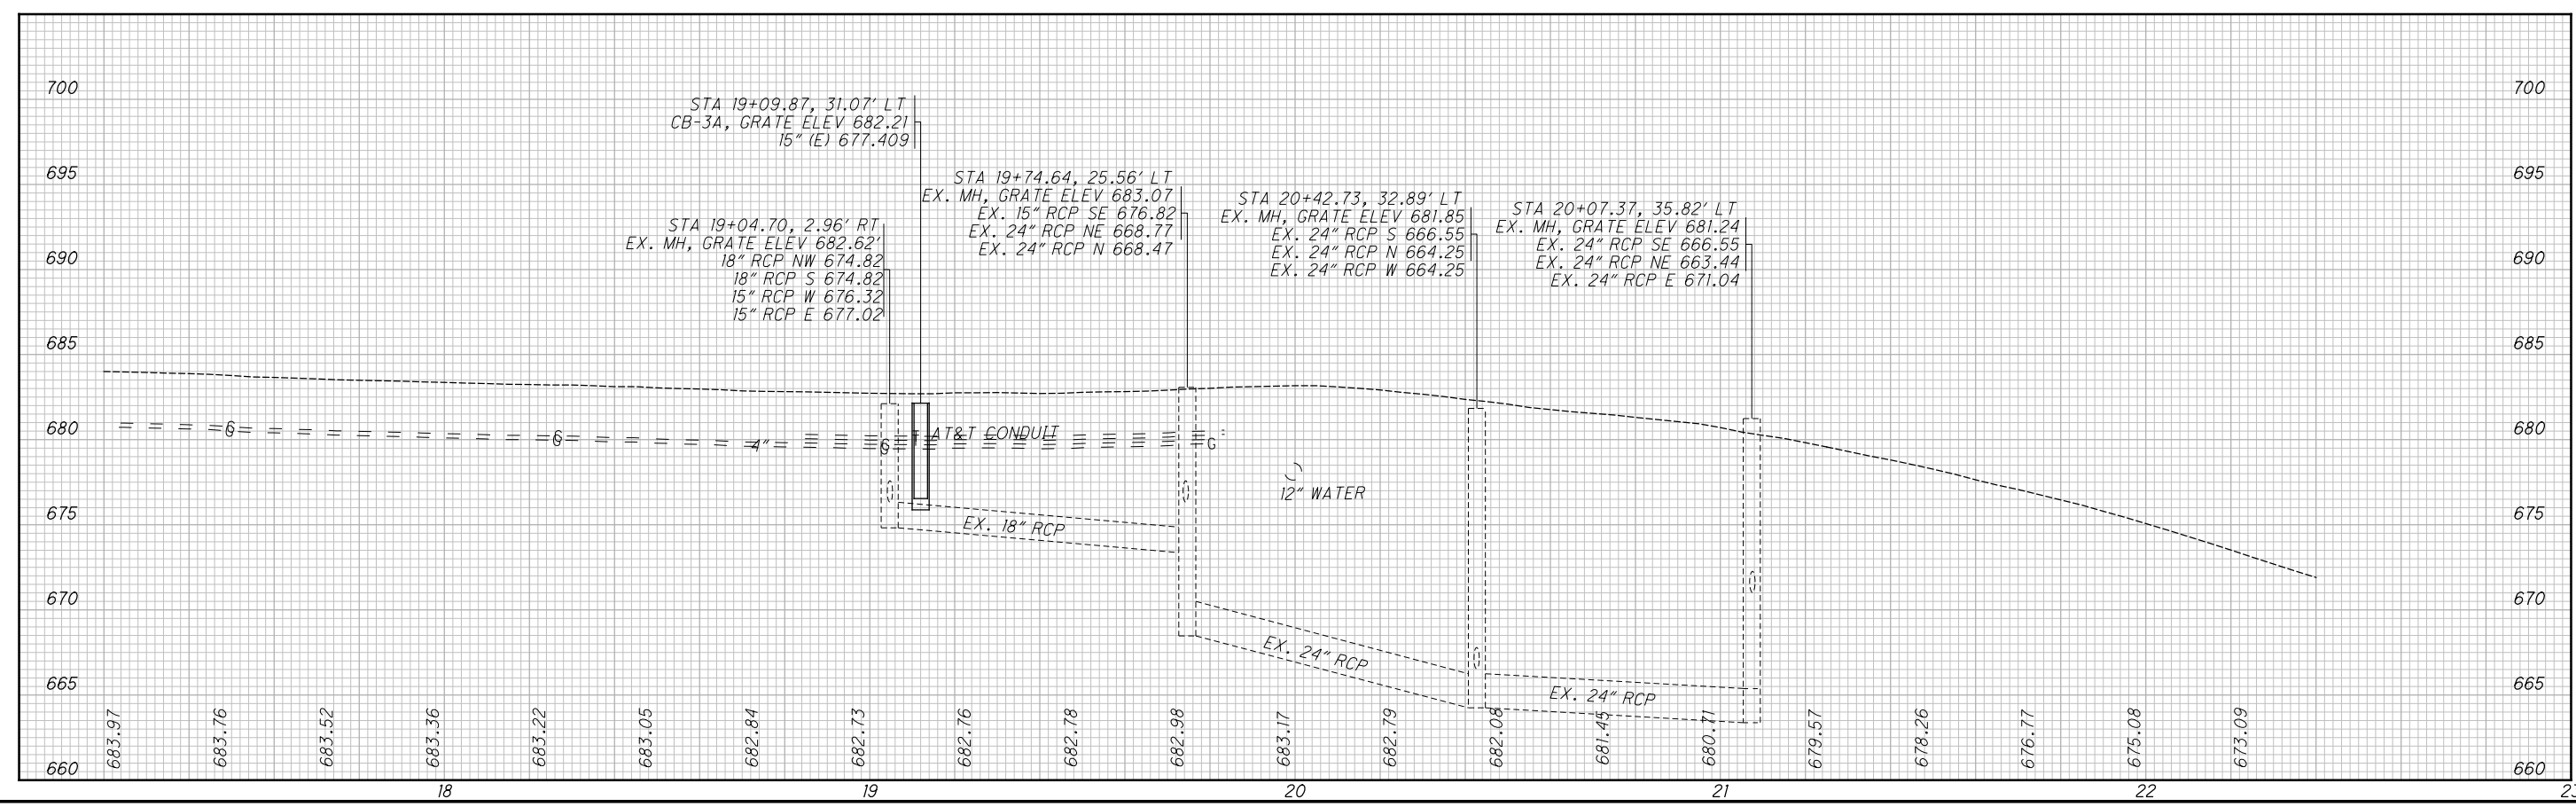 700
700
STA 19+09.87, 31.07' LT
CB-3A, GRATE ELEV 682.21
15" (E) 677.409
695
695
STA 19+74.64, 25.56' LT
EX. MH, GRATE ELEV 683.07
EX. 15" RCP SE 676.82
EX. 24" RCP NE 668.77
EX. 24" RCP N 668.47
STA 20+42.73, 32.89' LT
EX. MH, GRATE ELEV 681.85
EX. 24" RCP S 666.55
EX. 24" RCP N 664.25
EX. 24" RCP W 664.25
STA 20+07.37, 35.82' LT
EX. MH, GRATE ELEV 681.24
EX. 24" RCP SE 666.55
EX. 24" RCP NE 663.44
EX. 24" RCP E 671.04
STA 19+04.70, 2.96' RT
EX. MH, GRATE ELEV 682.62'
18" RCP NW 674.82
18" RCP S 674.82
15" RCP W 676.32
15" RCP E 677.02
690
690
685
685
680
G
G
4"
G
T
AT&T CONDUIT
G
680
12" WATER
675
EX. 18" RCP
675
670
670
EX. 24" RCP
665
EX. 24" RCP
665
683.97
683.76
683.52
683.36
683.22
683.05
682.84
682.73
682.76
682.78
682.98
683.17
682.79
682.08
681.45
680.71
679.57
678.26
676.77
675.08
673.09
660
660
18
19
20
21
22